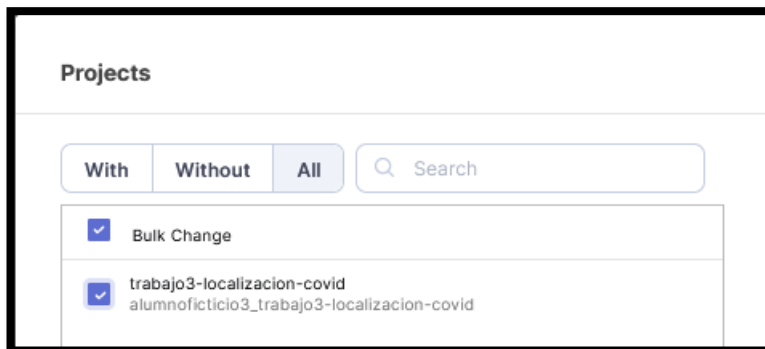 Projects
With Without All Search
Bulk Change
trabajo3-localizacion-covid
alumnoficticio3_trabajo3-localizacion-covid